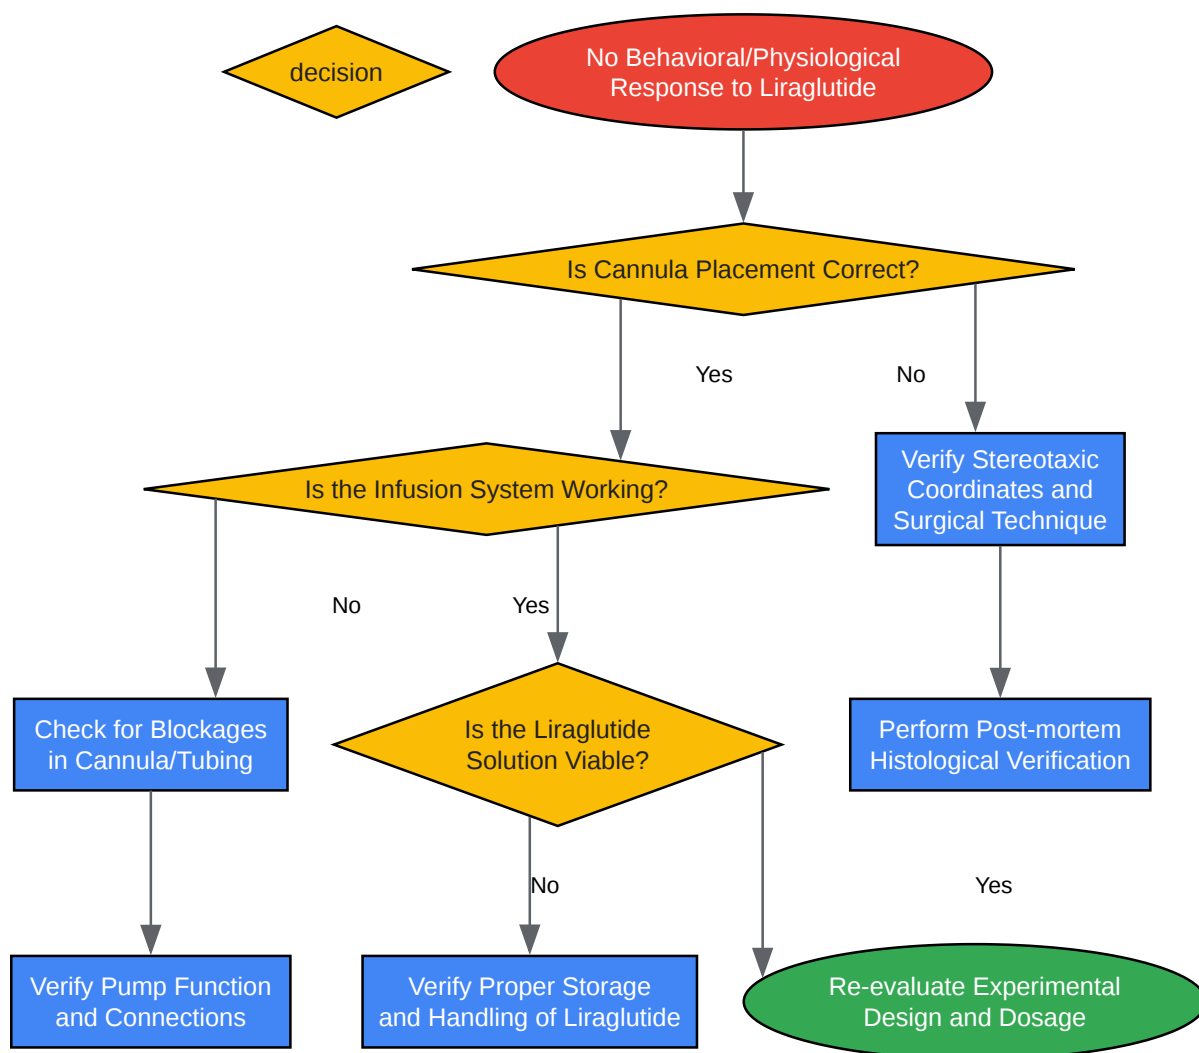 decision
No Behavioral/Physiological
Response to Liraglutide
Is Cannula Placement Correct?
Yes
No
Is the Infusion System Working?
Verify Stereotaxic
Coordinates and
Surgical Technique
No
Yes
Check for Blockages
in Cannula/Tubing
Is the Liraglutide
Solution Viable?
Perform Post-mortem
Histological Verification
No
Yes
Verify Pump Function
and Connections
Verify Proper Storage
and Handling of Liraglutide
Re-evaluate Experimental
Design and Dosage